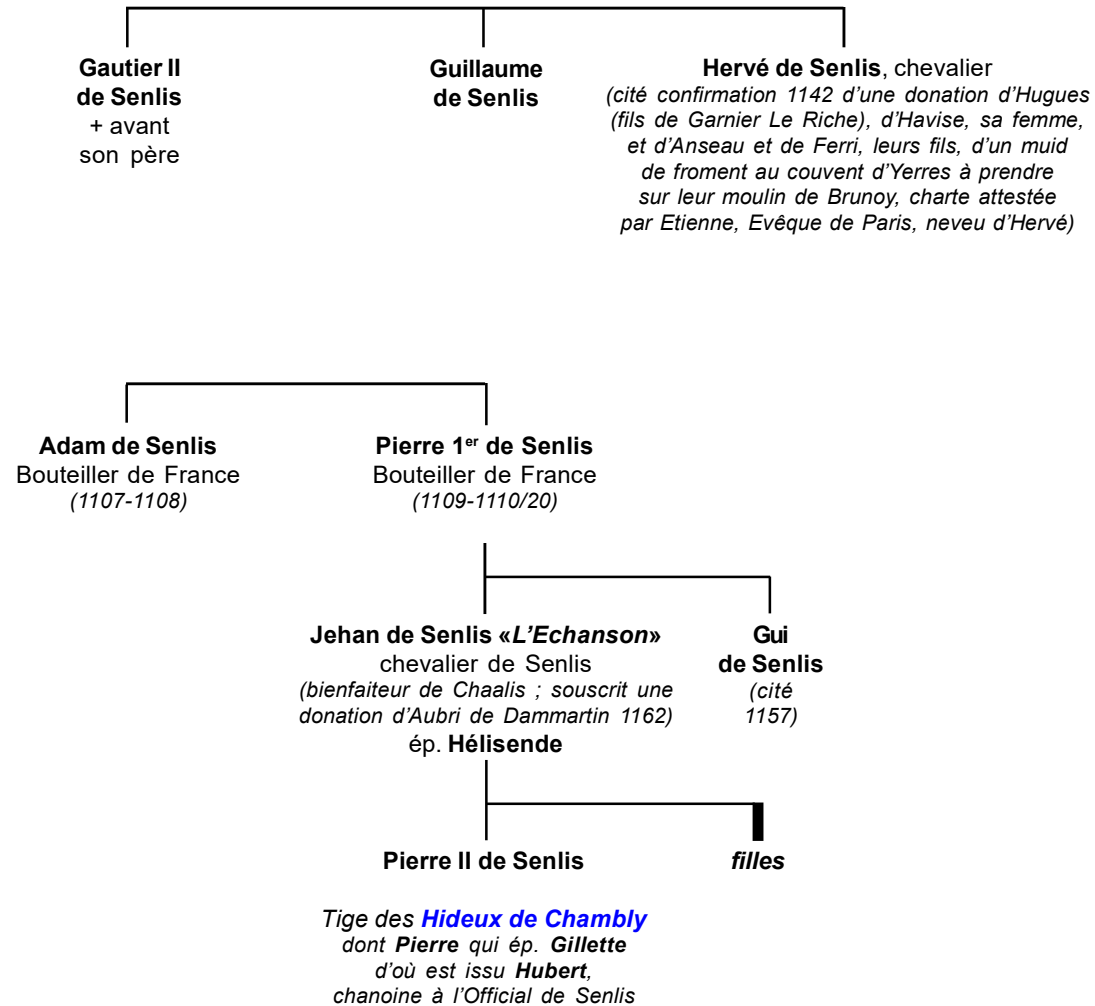 Gautier II
de Senlis
+ avant
son père
Guillaume
de Senlis
Hervé de Senlis, chevalier
(cité confirmation 1142 d’une donation d’Hugues
(fils de Garnier Le Riche), d’Havise, sa femme,
et d’Anseau et de Ferri, leurs fils, d’un muid
de froment au couvent d’Yerres à prendre
sur leur moulin de Brunoy, charte attestée
par Etienne, Evêque de Paris, neveu d’Hervé)
Adam de Senlis
Bouteiller de France
(1107-1108)
Pierre 1er de Senlis
Bouteiller de France
(1109-1110/20)
Jehan de Senlis «L’Echanson»
chevalier de Senlis
(bienfaiteur de Chaalis ; souscrit une
donation d’Aubri de Dammartin 1162)
ép. Hélisende
Gui
de Senlis
(cité
1157)
Pierre II de Senlis
filles
Tige des Hideux de Chambly
dont Pierre qui ép. Gillette
d’où est issu Hubert,
chanoine à l’Official de Senlis